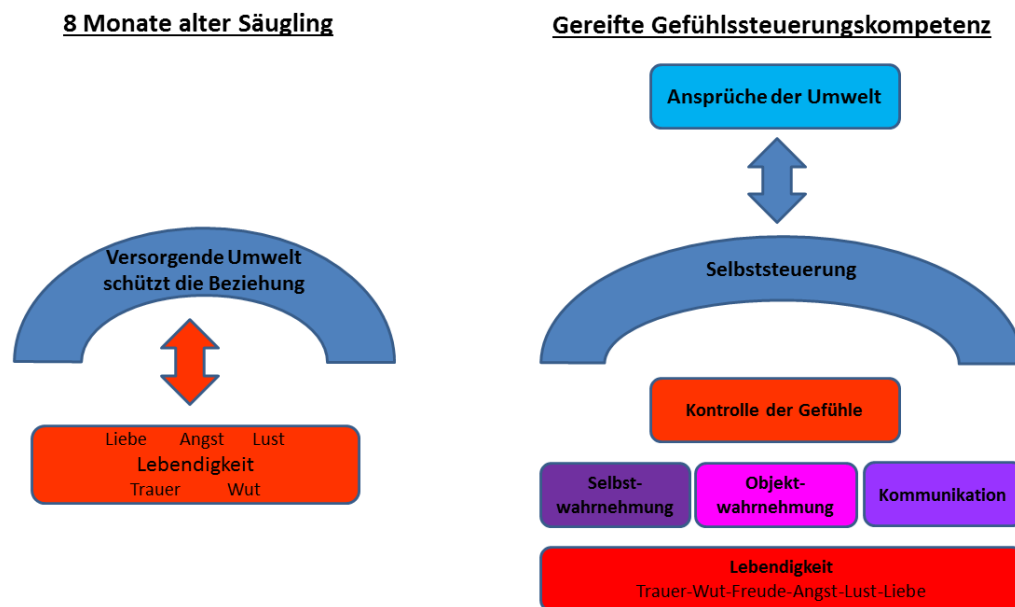 8 Monate alter Säugling
Versorgende Umwelt
schützt die Beziehung
Liebe Angst Lust
Lebendigkeit
Trauer Wut
Gereifte Gefühlssteuerungskompetenz
Ansprüche der Umwelt
Selbststeuerung
Kontrolle der Gefühle
Selbst-
wahrnehmung
Objekt-
wahrnehmung
Kommunikation
Lebendigkeit
Trauer-Wut-Freude-Angst-Lust-Liebe